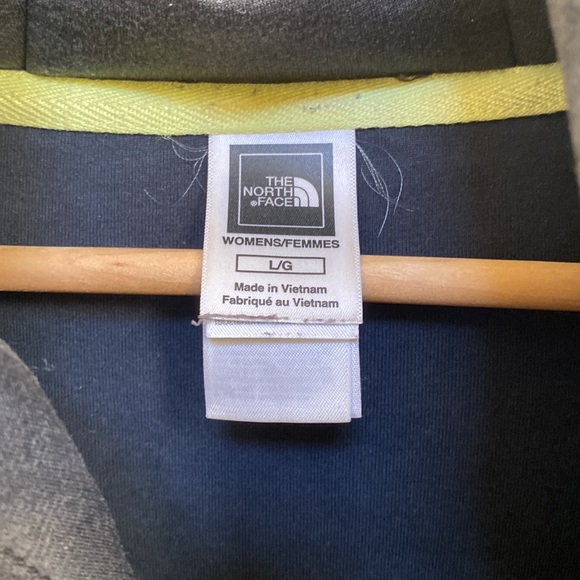 THE
NORTH
®FACE
WOMENS/FEMMES
L/G
Made in Vietnam
Fabriqué au Vietnam